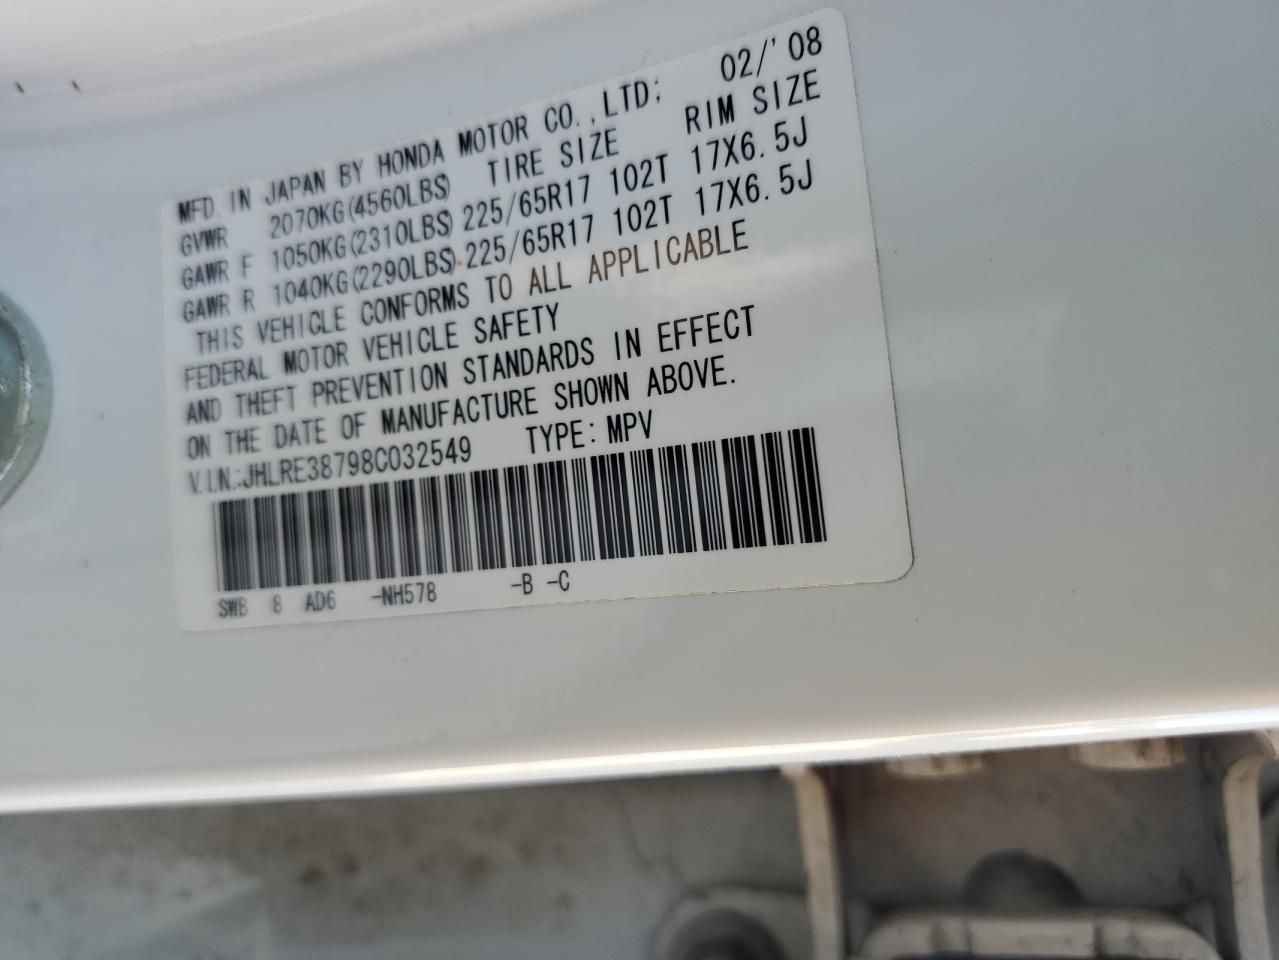 MFD. IN JAPAN BY HONDA MOTOR CO.,LTD; 02/'08
GVWR 2070KG(4560LBS) TIRE SIZE RIM SIZE
GAWR F 1050KG(2310LBS) 225/65R17 102T 17X6.5J
GAWR R 1040KG(2290LBS) 225/65R17 102T 17X6.5J
THIS VEHICLE CONFORMS TO ALL APPLICABLE
FEDERAL MOTOR VEHICLE SAFETY
AND THEFT PREVENTION STANDARDS IN EFFECT
ON THE DATE OF MANUFACTURE SHOWN ABOVE.
V.I.N.:JHLRE38798C032549 TYPE: MPV
SWB 8 AD6 -NH578 -B -C